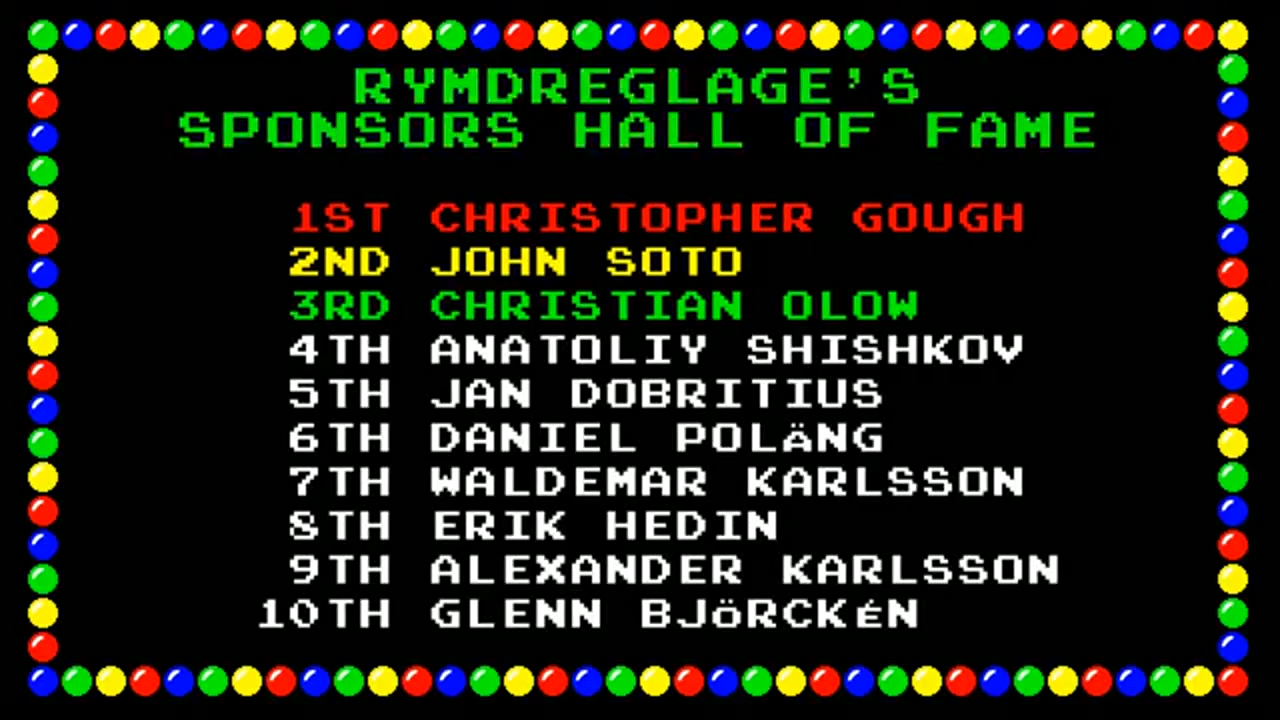 RYMDREGLAGE'S
SPONSORS HALL OF FAME
1ST CHRISTOPHER GOUGH
2ND JOHN SOTO
3RD CHRISTIAN OLOW
4TH ANATOLIY SHISHKOV
5TH JAN DOBRITIUS
6TH DANIEL POLäNG
7TH WALDEMAR KARLSSON
8TH ERIK HEDIN
9TH ALEXANDER KARLSSON
10TH GLENN BJöRCKéN